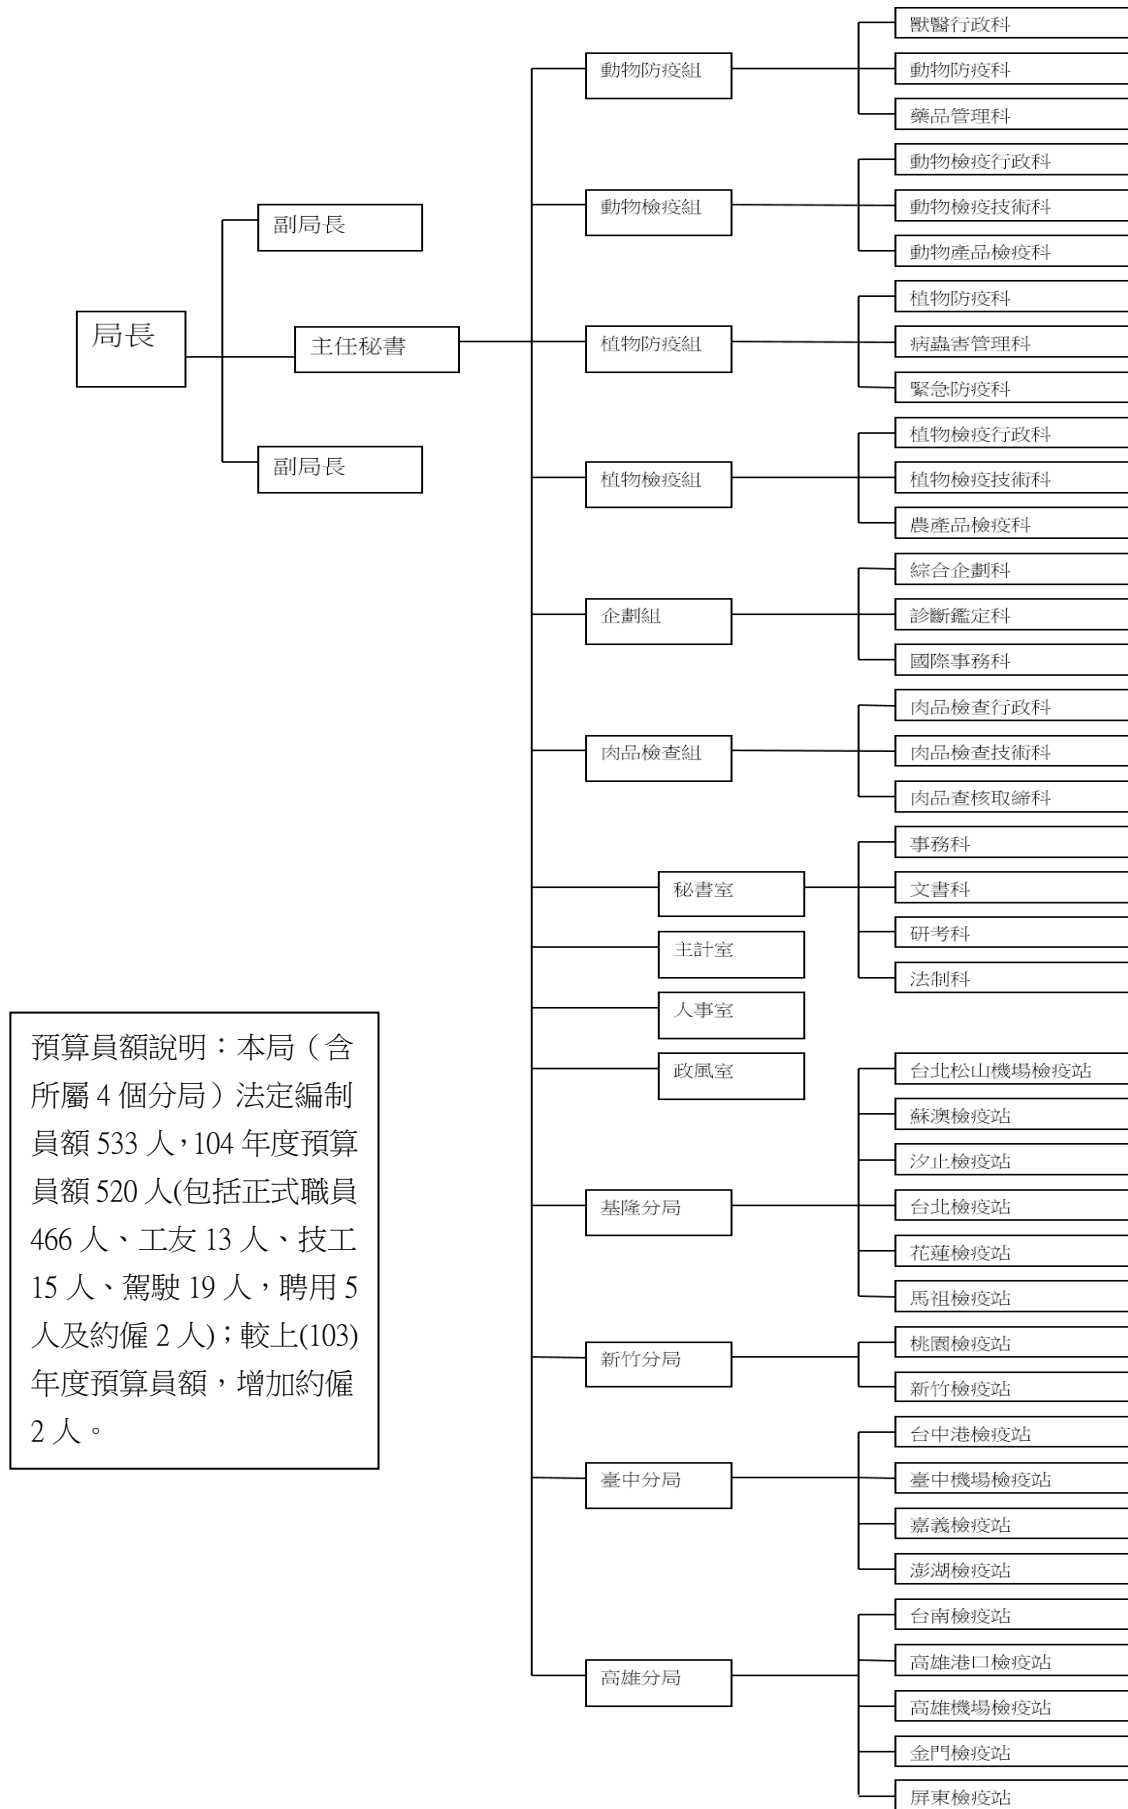 局長
副局長
主任秘書
副局長
動物防疫組
獸醫行政科
動物防疫科
藥品管理科
動物檢疫組
動物檢疫行政科
動物檢疫技術科
動物產品檢疫科
植物防疫組
植物防疫科
病蟲害管理科
緊急防疫科
植物檢疫組
植物檢疫行政科
植物檢疫技術科
農產品檢疫科
企劃組
綜合企劃科
診斷鑑定科
國際事務科
肉品檢查組
肉品檢查行政科
肉品檢查技術科
肉品查核取締科
秘書室
事務科
文書科
研考科
法制科
主計室
人事室
政風室
基隆分局
台北松山機場檢疫站
蘇澳檢疫站
汐止檢疫站
台北檢疫站
花蓮檢疫站
馬祖檢疫站
新竹分局
桃園檢疫站
新竹檢疫站
臺中分局
台中港檢疫站
臺中機場檢疫站
嘉義檢疫站
澎湖檢疫站
高雄分局
台南檢疫站
高雄港口檢疫站
高雄機場檢疫站
金門檢疫站
屏東檢疫站
預算員額說明：本局（含
所屬 4 個分局）法定編制
員額 533 人，104 年度預算
員額 520 人(包括正式職員
466 人、工友 13 人、技工
15 人、駕駛 19 人，聘用 5
人及約僱 2 人)；較上(103)
年度預算員額，增加約僱
2 人。